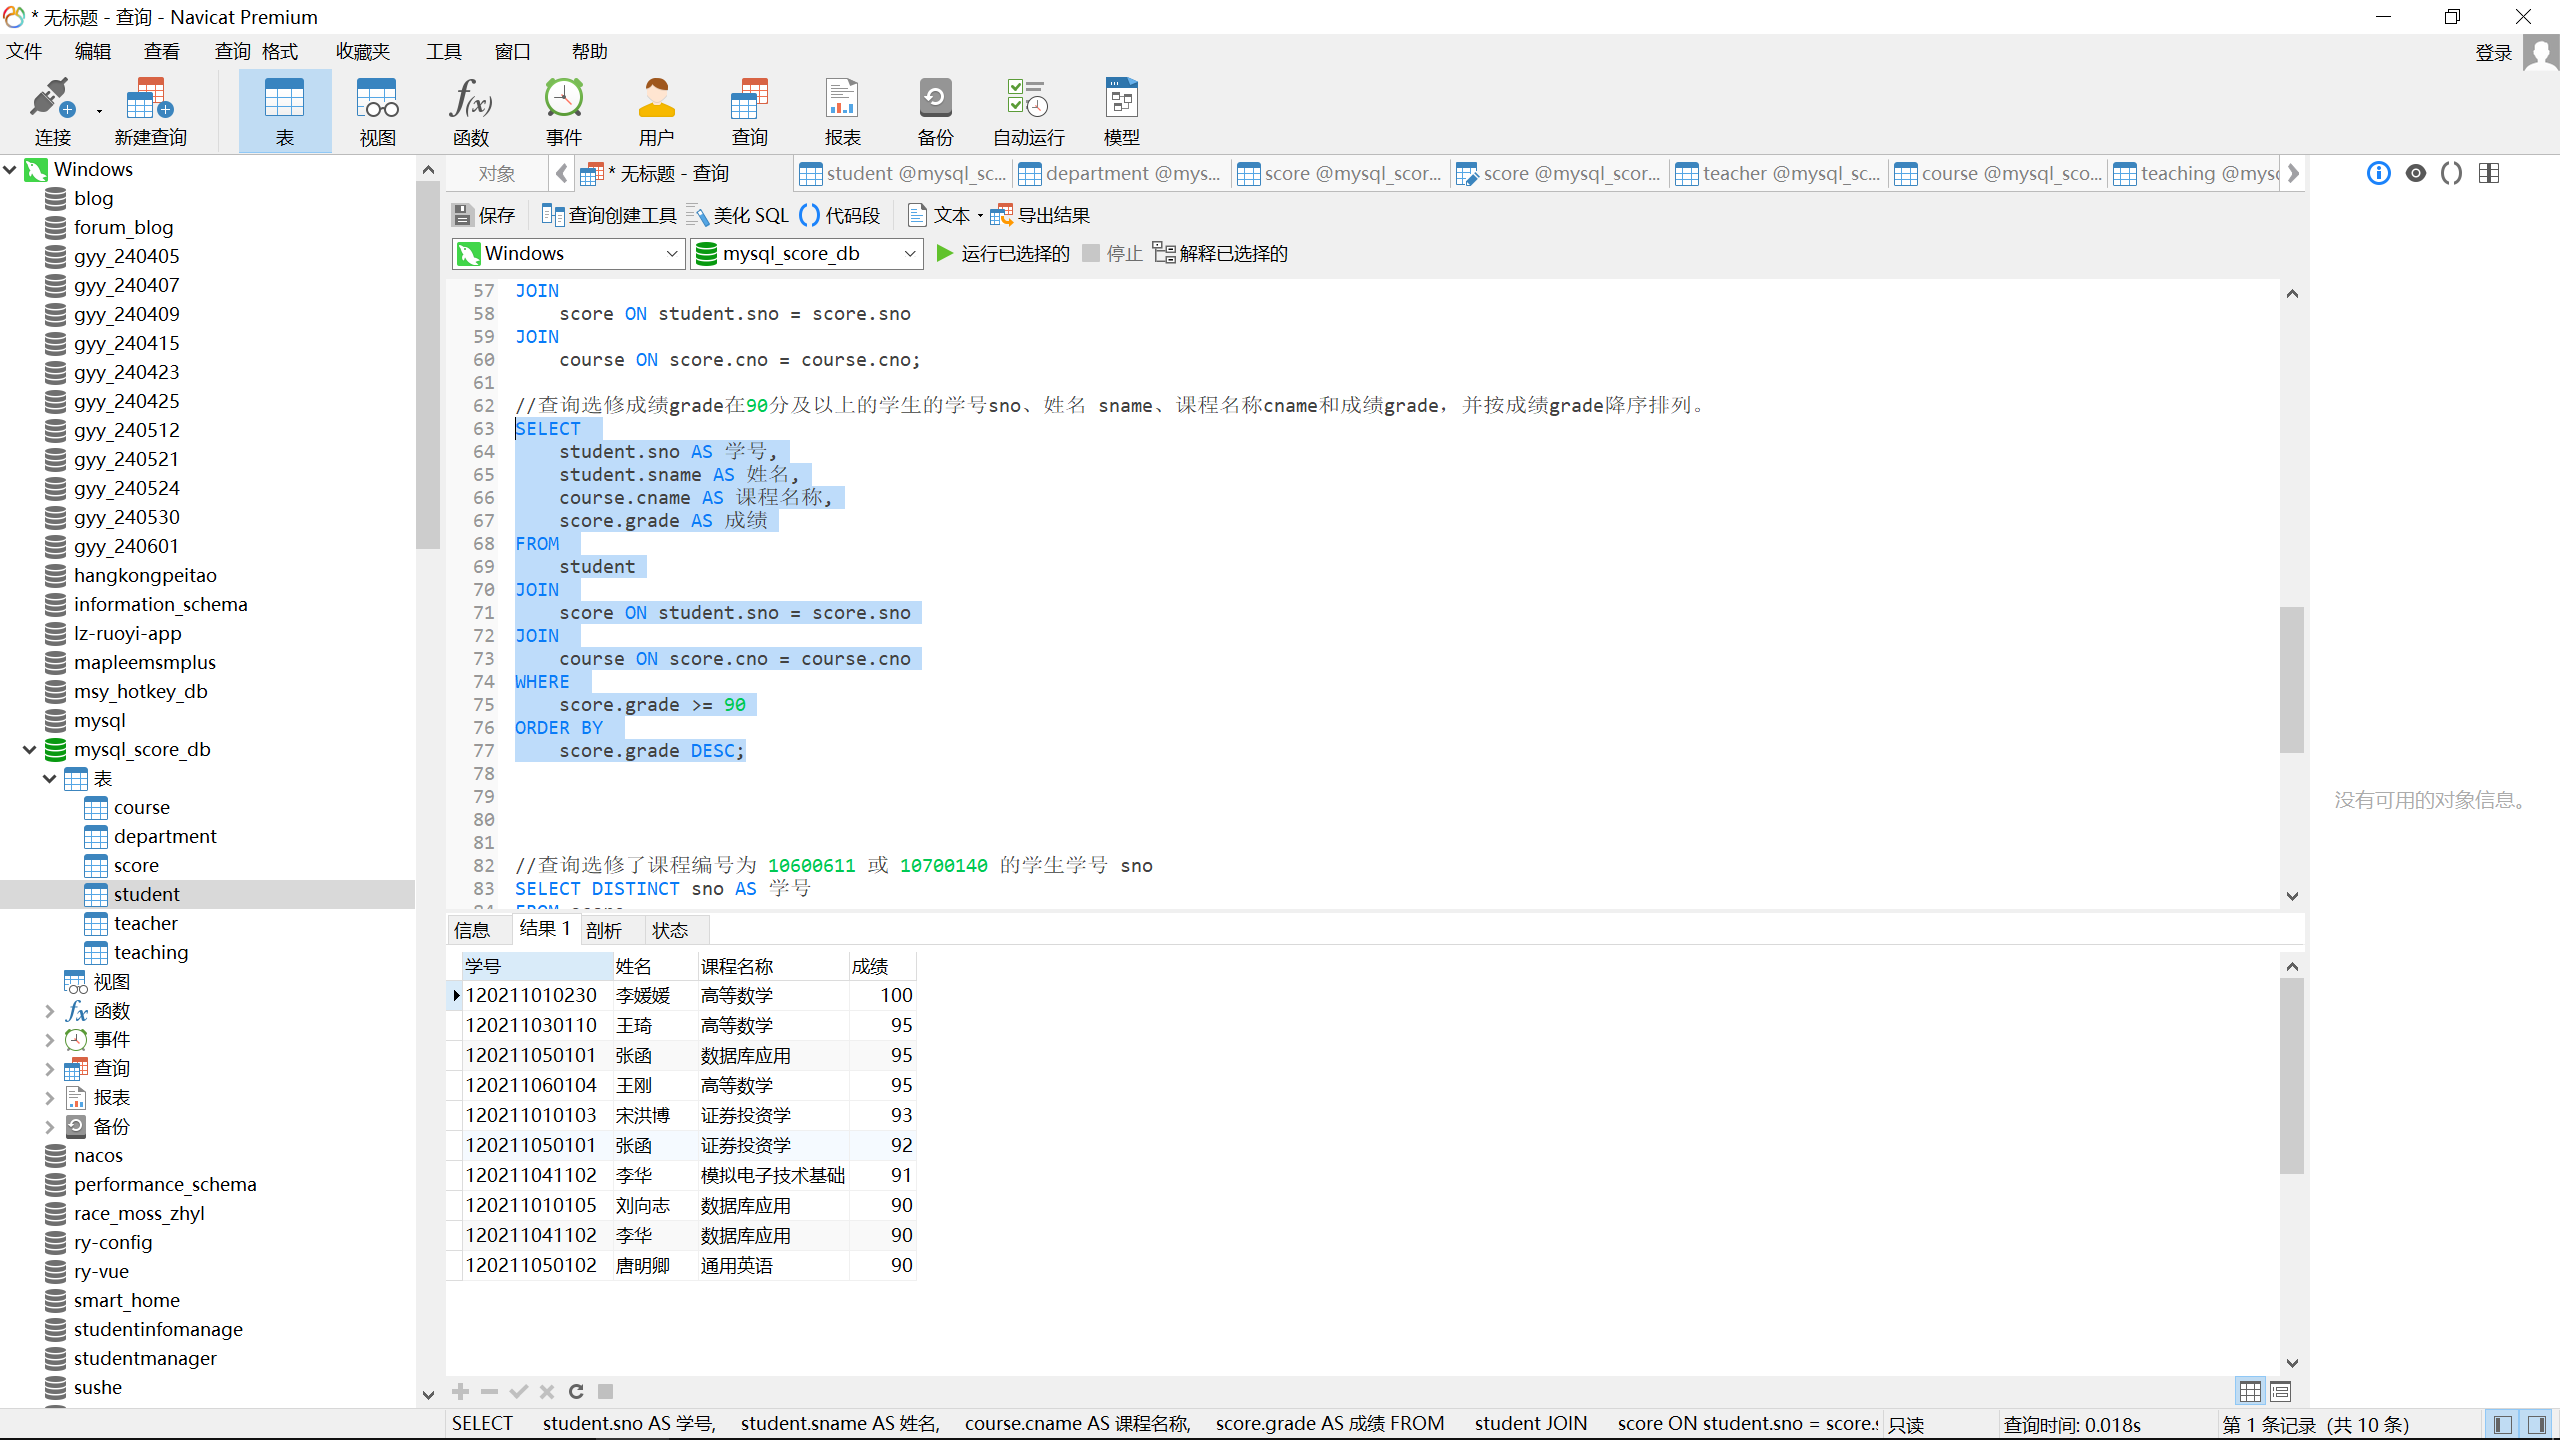 * 无标题 - 查询 - Navicat Premium
文件 编辑 查看 查询 格式 收藏夹 工具 窗口 帮助 登录
连接 新建查询 表 视图 函数 事件 用户 查询 报表 备份 自动运行 模型
Windows
blog
forum_blog
gyy_240405
gyy_240407
gyy_240409
gyy_240415
gyy_240423
gyy_240425
gyy_240512
gyy_240521
gyy_240524
gyy_240530
gyy_240601
hangkongpeitao
information_schema
lz-ruoyi-app
mapleemsmplus
msy_hotkey_db
mysql
mysql_score_db
表
course
department
score
student
teacher
teaching
视图
函数
事件
查询
报表
备份
nacos
performance_schema
race_moss_zhyl
ry-config
ry-vue
smart_home
studentinfomanage
studentmanager
sushe
对象 * 无标题 - 查询 student @mysql_sc... department @mys... score @mysql_scor... score @mysql_scor... teacher @mysql_sc... course @mysql_sco... teaching @mys
保存 查询创建工具 美化 SQL 代码段 文本 导出结果
Windows mysql_score_db 运行已选择的 停止 解释已选择的
57 JOIN
58 score ON student.sno = score.sno
59 JOIN
60 course ON score.cno = course.cno;
61
62 //查询选修成绩grade在90分及以上的学生的学号sno、姓名 sname、课程名称cname和成绩grade，并按成绩grade降序排列。
63 SELECT
64 student.sno AS 学号,
65 student.sname AS 姓名,
66 course.cname AS 课程名称,
67 score.grade AS 成绩
68 FROM
69 student
70 JOIN
71 score ON student.sno = score.sno
72 JOIN
73 course ON score.cno = course.cno
74 WHERE
75 score.grade >= 90
76 ORDER BY
77 score.grade DESC;
78
79
80
81
82 //查询选修了课程编号为 10600611 或 10700140 的学生学号 sno
83 SELECT DISTINCT sno AS 学号
没有可用的对象信息。
信息 结果 1 剖析 状态
学号 姓名 课程名称 成绩
120211010230 李媛媛 高等数学 100
120211030110 王琦 高等数学 95
120211050101 张函 数据库应用 95
120211060104 王刚 高等数学 95
120211010103 宋洪博 证券投资学 93
120211050101 张函 证券投资学 92
120211041102 李华 模拟电子技术基础 91
120211010105 刘向志 数据库应用 90
120211041102 李华 数据库应用 90
120211050102 唐明卿 通用英语 90
SELECT student.sno AS 学号, student.sname AS 姓名, course.cname AS 课程名称, score.grade AS 成绩 FROM student JOIN score ON student.sno = score.s 只读 查询时间: 0.018s 第 1 条记录 (共 10 条)